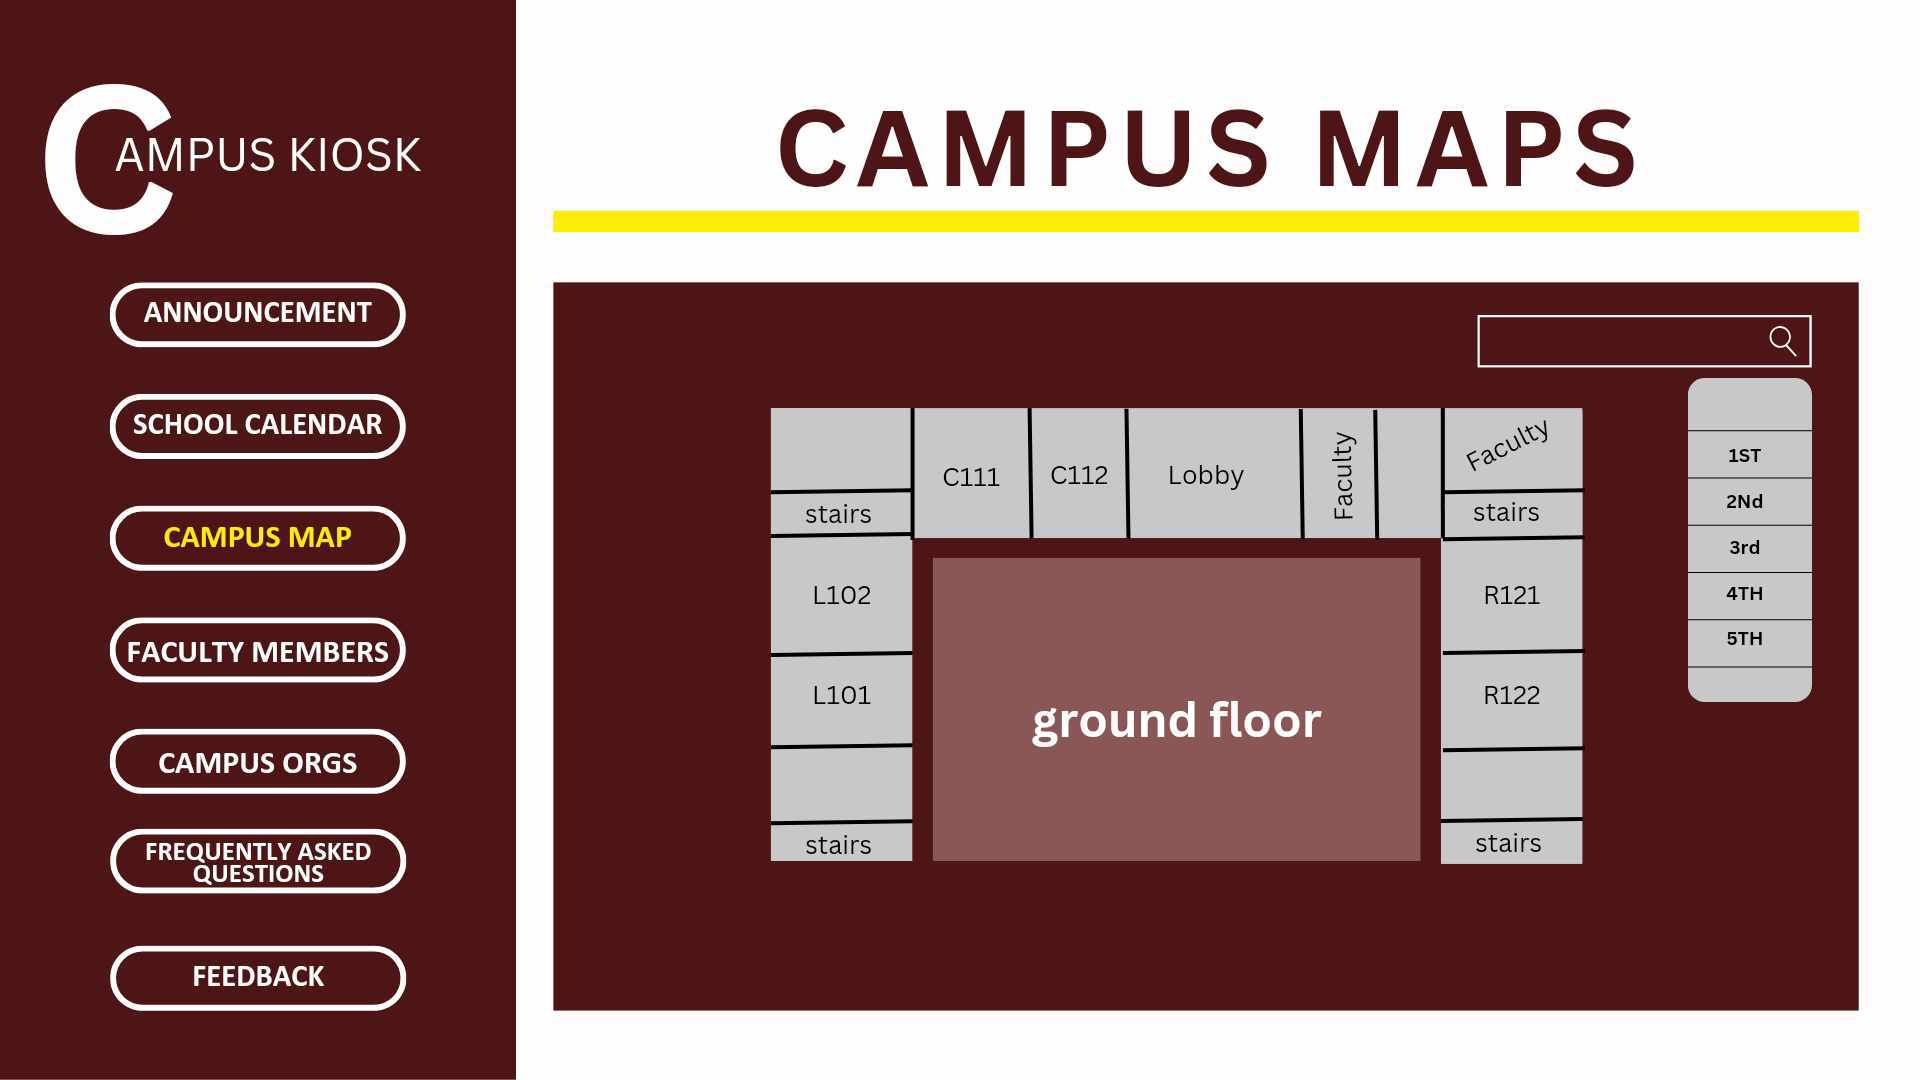 CAMPUS KIOSK
ANNOUNCEMENT
SCHOOL CALENDAR
CAMPUS MAP
FACULTY MEMBERS
CAMPUS ORGS
FREQUENTLY ASKED
QUESTIONS
FEEDBACK
CAMPUS MAPS
C111
C112
Lobby
Faculty
Faculty
stairs
stairs
L102
R121
L101
R122
ground floor
stairs
stairs
1ST
2Nd
3rd
4TH
5TH